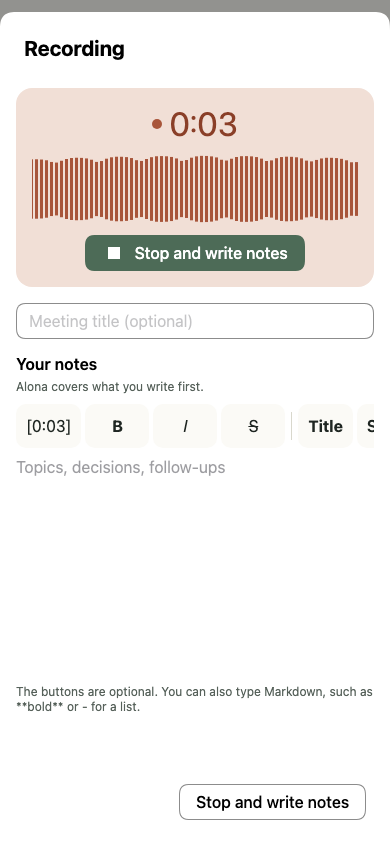 Recording
0:03
Stop and write notes
Meeting title (optional)
Your notes
Alona covers what you write first.
[0:03] B I S Title S
Topics, decisions, follow-ups
The buttons are optional. You can also type Markdown, such as
**bold** or - for a list.
Stop and write notes